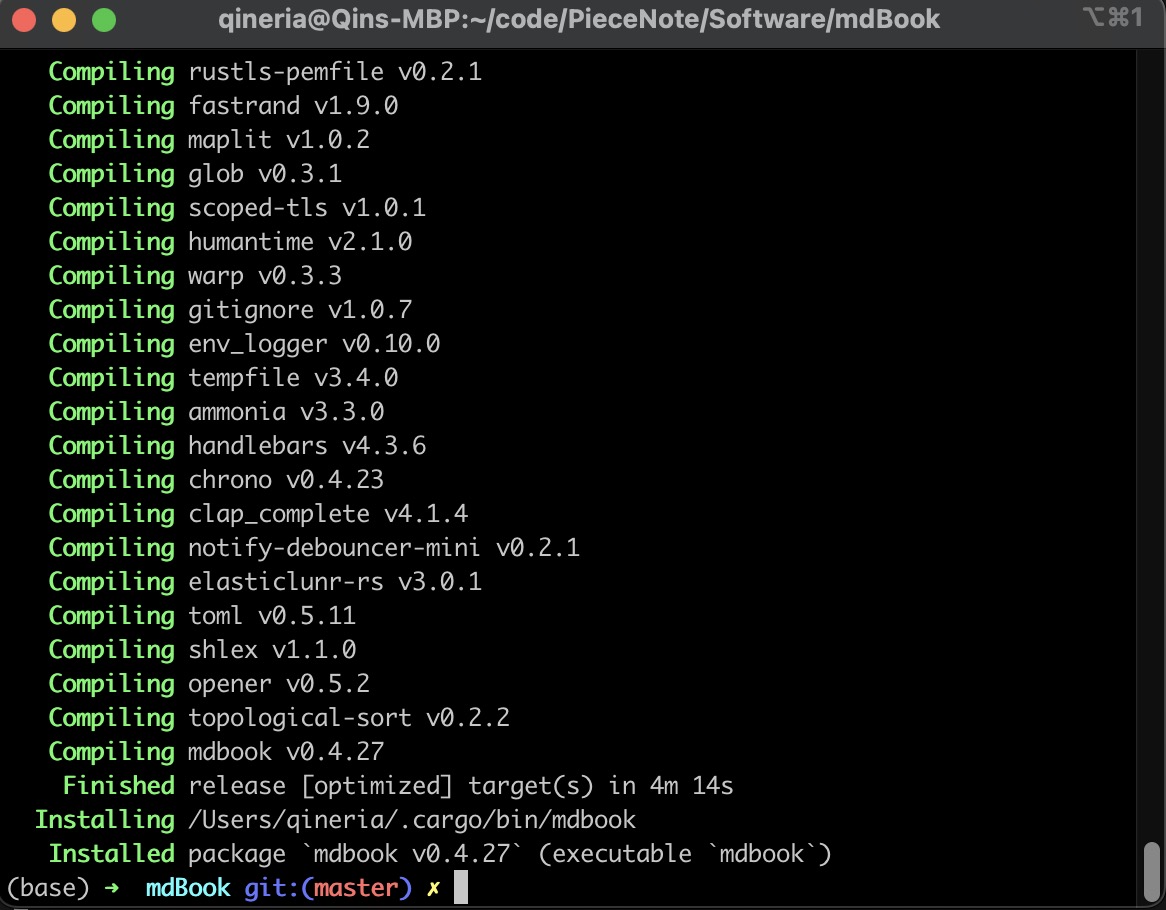 qineria@Qins-MBP:~/code/PieceNote/Software/mdBook ⌥⌘1
Compiling rustls-pemfile v0.2.1
Compiling fastrand v1.9.0
Compiling maplit v1.0.2
Compiling glob v0.3.1
Compiling scoped-tls v1.0.1
Compiling humantime v2.1.0
Compiling warp v0.3.3
Compiling gitignore v1.0.7
Compiling env_logger v0.10.0
Compiling tempfile v3.4.0
Compiling ammonia v3.3.0
Compiling handlebars v4.3.6
Compiling chrono v0.4.23
Compiling clap_complete v4.1.4
Compiling notify-debouncer-mini v0.2.1
Compiling elasticlunr-rs v3.0.1
Compiling toml v0.5.11
Compiling shlex v1.1.0
Compiling opener v0.5.2
Compiling topological-sort v0.2.2
Compiling mdbook v0.4.27
Finished release [optimized] target(s) in 4m 14s
Installing /Users/qineria/.cargo/bin/mdbook
Installed package `mdbook v0.4.27` (executable `mdbook`)
(base) ➜ mdBook git:(master) ✗